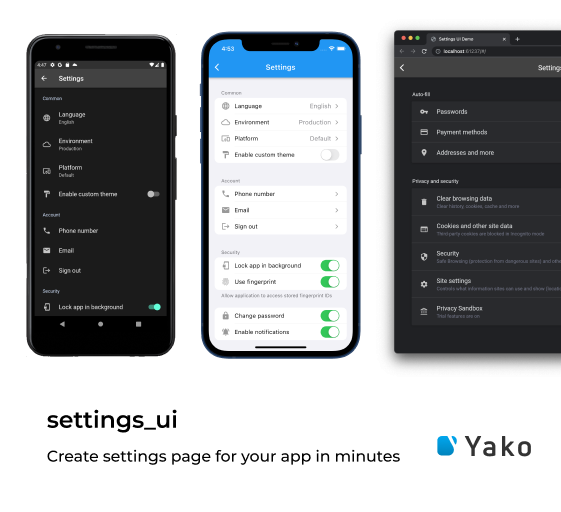 4:47
Settings
Common
Language
English
Environment
Production
Platform
Default
Enable custom theme
Account
Phone number
Email
Sign out
Security
Lock app in background
4:53
Settings
Common
Language English
Environment Production
Platform Default
Enable custom theme
Account
Phone number
Email
Sign out
Security
Lock app in background
Use fingerprint
Allow application to access stored fingerprint IDs
Change password
Enable notifications
Settings UI Demo
localhost:61237/#/
Settings
Auto-fill
Passwords
Payment methods
Addresses and more
Privacy and security
Clear browsing data
Clear history, cookies, cache and more
Cookies and other site data
Third-party cookies are blocked in Incognito mode
Security
Safe Browsing (protection from dangerous sites) and othe
Site settings
Controls what information sites can use and show (locatio
Privacy Sandbox
Trial features are on
settings_ui
Create settings page for your app in minutes
Yako